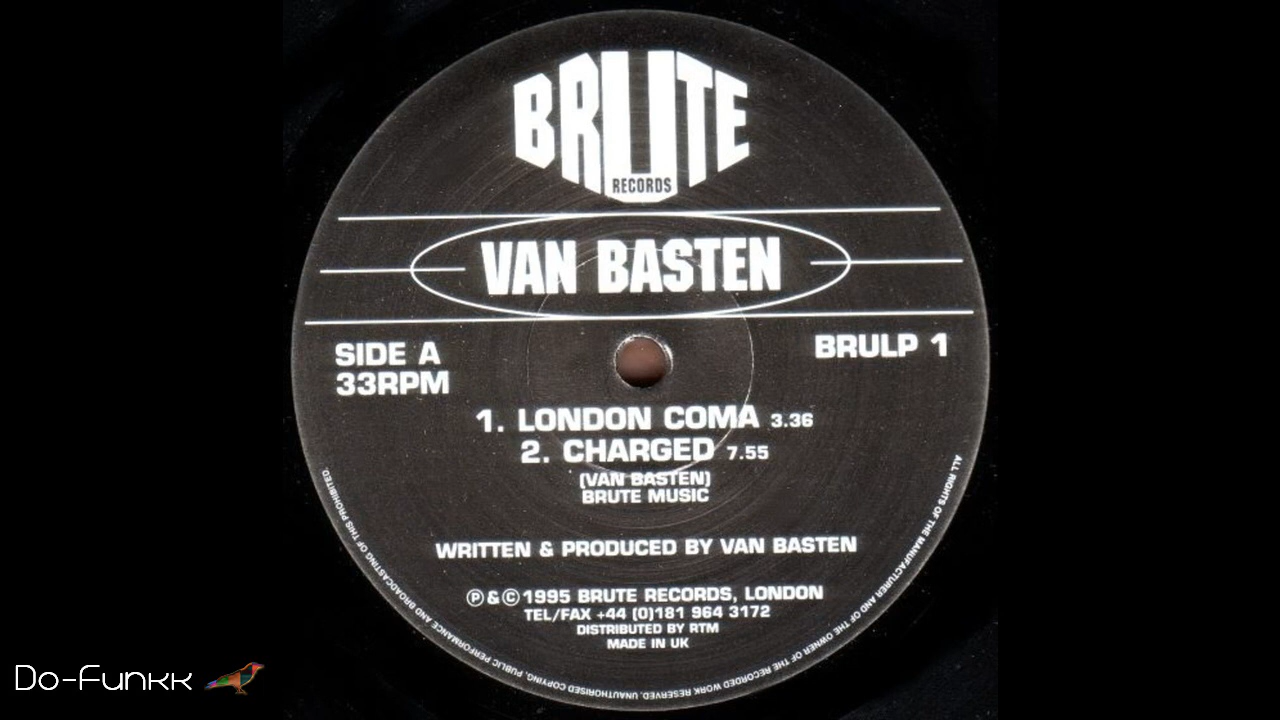 BRUTE
RECORDS
VAN BASTEN
SIDE A
33RPM
BRULP 1
1. LONDON COMA 3.36
2. CHARGED 7.55
(VAN BASTEN)
BRUTE MUSIC
WRITTEN & PRODUCED BY VAN BASTEN
Ⓟ & © 1995 BRUTE RECORDS, LONDON
TEL/FAX +44 (0)181 964 3172
DISTRIBUTED BY RTM
MADE IN UK
ALL RIGHTS OF THE MANUFACTURER AND OF THE OWNER OF THE RECORDED WORK RESERVED. UNAUTHORISED COPYING, PUBLIC PERFORMANCE AND BROADCASTING OF THIS PROHIBITED.
Do-Funkk